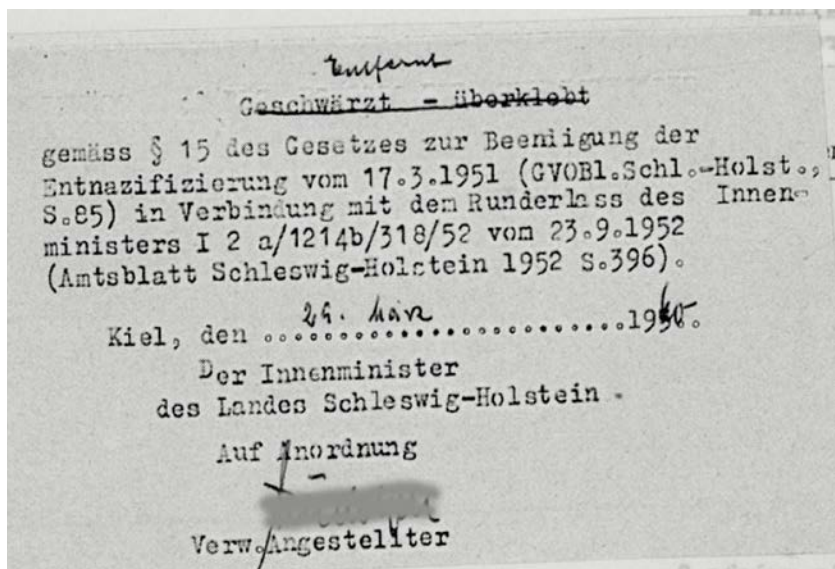 Entfernt
Geschwärzt - überklebt
gemäss § 15 des Gesetzes zur Beendigung der
Entnazifizierung vom 17.3.1951 (GVOBl.Schl.-Holst.,
S.85) in Verbindung mit dem Runderlass des Innen-
ministers I 2 a/1214b/318/52 vom 23.9.1952
(Amtsblatt Schleswig-Holstein 1952 S.396).
Kiel, den ... März ... 19
Der Innenminister
des Landes Schleswig-Holstein.
Auf Anordnung
Verw.Angestellter